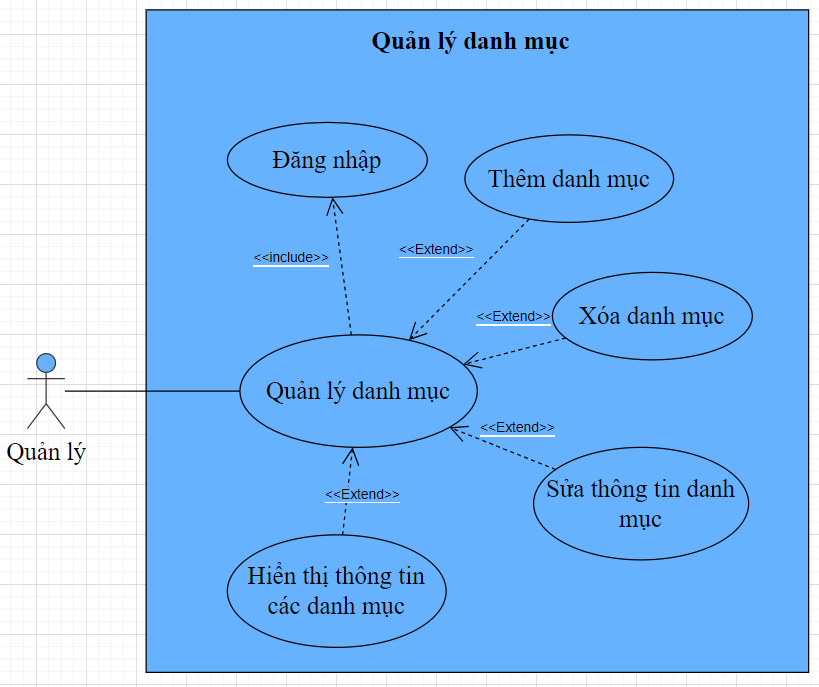 Quản lý danh mục
Đăng nhập
Thêm danh mục
<<Extend>>
<<include>>
<<Extend>>
Xóa danh mục
Quản lý danh mục
<<Extend>>
Quản lý
Sửa thông tin danh
mục
<<Extend>>
Hiển thị thông tin
các danh mục